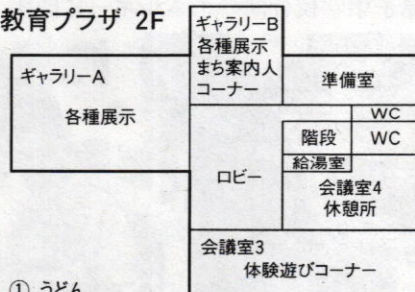 教育プラザ 2F
ギャラリーB
各種展示
まち案内人
コーナー
ギャラリーA
各種展示
準備室
WC
階段
WC
給湯室
ロビー
会議室4
休憩所
会議室3
体験遊びコーナー
① うどん